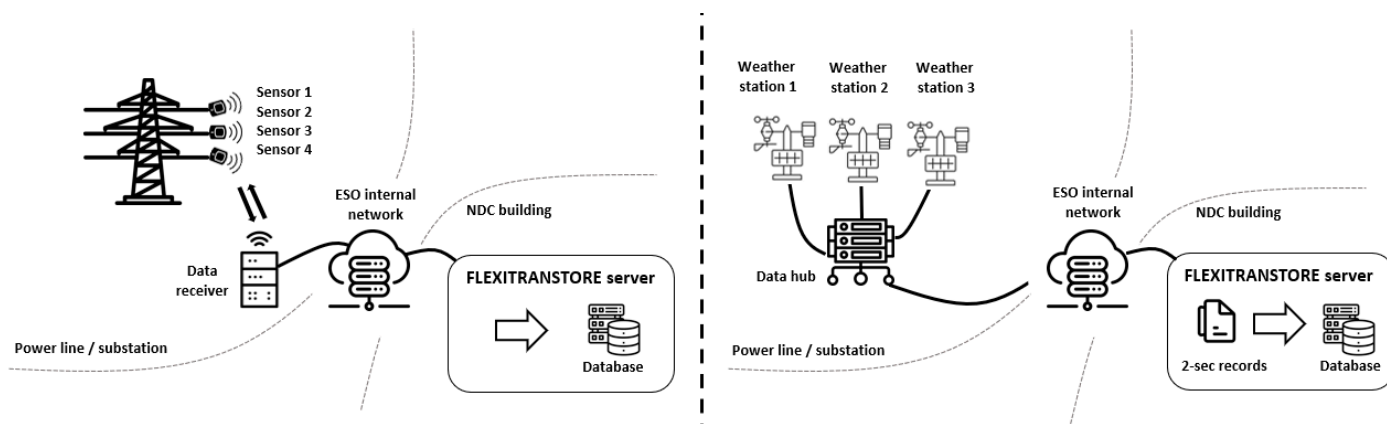 Sensor 1
Sensor 2
Sensor 3
Sensor 4
ESO internal
network
NDC building
Data
receiver
FLEXITRANSTORE server
Power line / substation
Database
Weather
station 1
Weather
station 2
Weather
station 3
ESO internal
network
NDC building
Data hub
FLEXITRANSTORE server
Power line / substation
2-sec records
Database